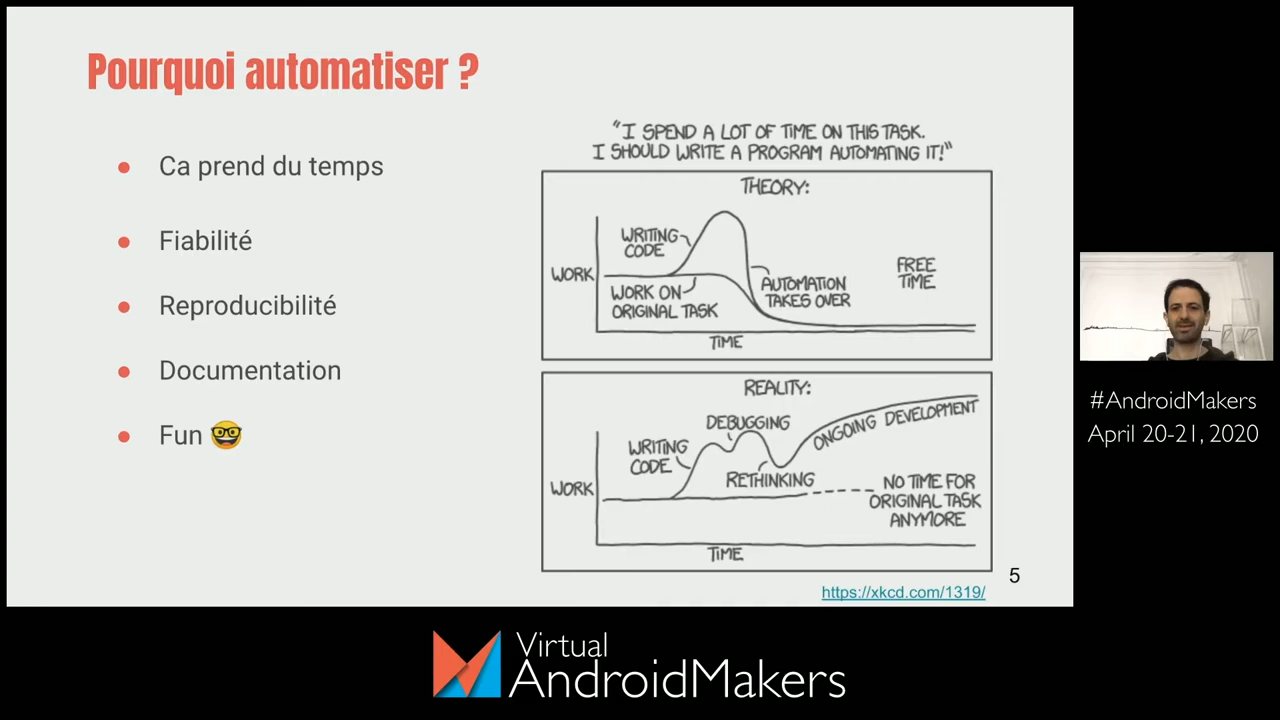 Pourquoi automatiser ?
Ca prend du temps
Fiabilité
Reproducibilité
Documentation
Fun 🤓
"I SPEND A LOT OF TIME ON THIS TASK.
I SHOULD WRITE A PROGRAM AUTOMATING IT!"
THEORY:
WRITING
CODE
WORK
WORK ON
ORIGINAL TASK
AUTOMATION
TAKES OVER
FREE
TIME
TIME
REALITY:
WRITING
CODE
DEBUGGING
RETHINKING
ONGOING DEVELOPMENT
WORK
NO TIME FOR
ORIGINAL TASK
ANYMORE
TIME
5
https://xkcd.com/1319/
#AndroidMakers
April 20-21, 2020
Virtual
AndroidMakers